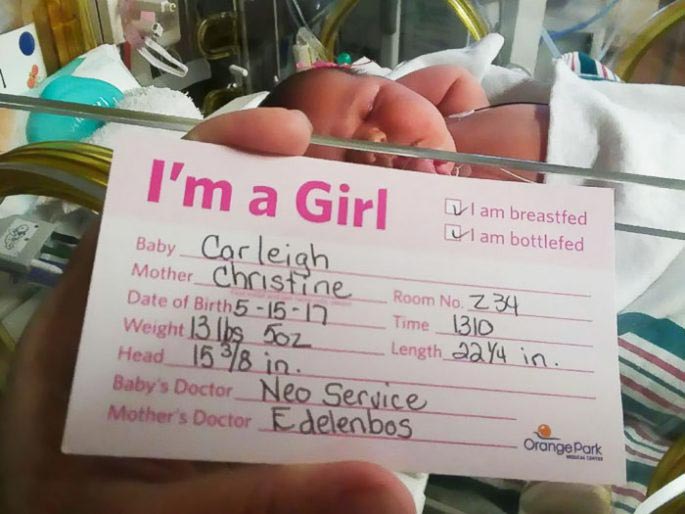 I'm a Girl
I am breastfed
I am bottlefed
Baby Carleigh
Mother Christine
Room No. 234
Date of Birth 5-15-17
Time 1310
Weight 13 lbs 5oz
Length 22 1/4 in.
Head 15 3/8 in.
Baby's Doctor Neo Service
Mother's Doctor Edelenbos
Orange Park
MEDICAL CENTER